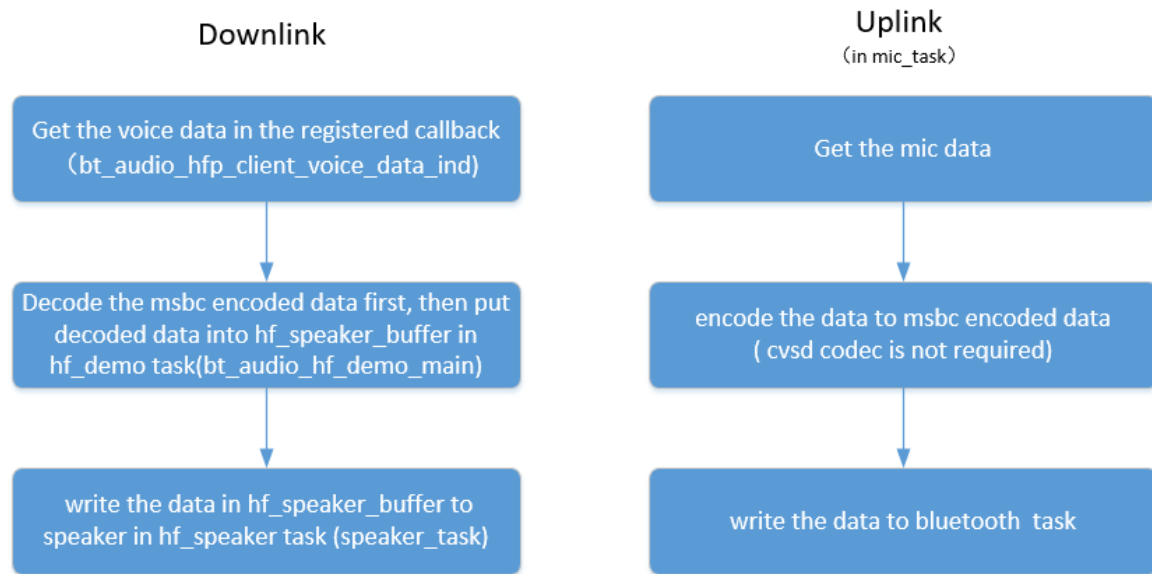 Downlink
Get the voice data in the registered callback
（bt_audio_hfp_client_voice_data_ind)
Decode the msbc encoded data first, then put
decoded data into hf_speaker_buffer in
hf_demo task(bt_audio_hf_demo_main)
write the data in hf_speaker_buffer to
speaker in hf_speaker task (speaker_task)
Uplink
（in mic_task）
Get the mic data
encode the data to msbc encoded data
( cvsd codec is not required)
write the data to bluetooth task